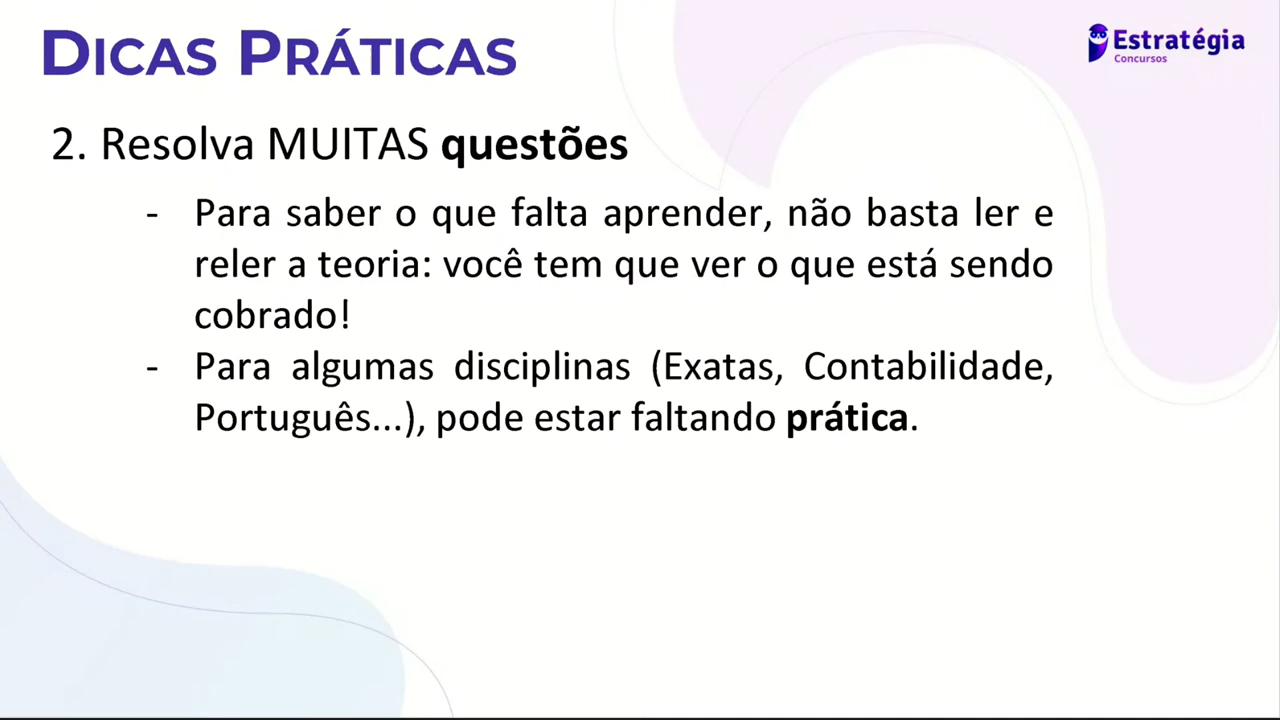 DICAS PRÁTICAS
Estratégia
Concursos
2. Resolva MUITAS questões
- Para saber o que falta aprender, não basta ler e
reler a teoria: você tem que ver o que está sendo
cobrado!
- Para algumas disciplinas (Exatas, Contabilidade,
Português...), pode estar faltando prática.